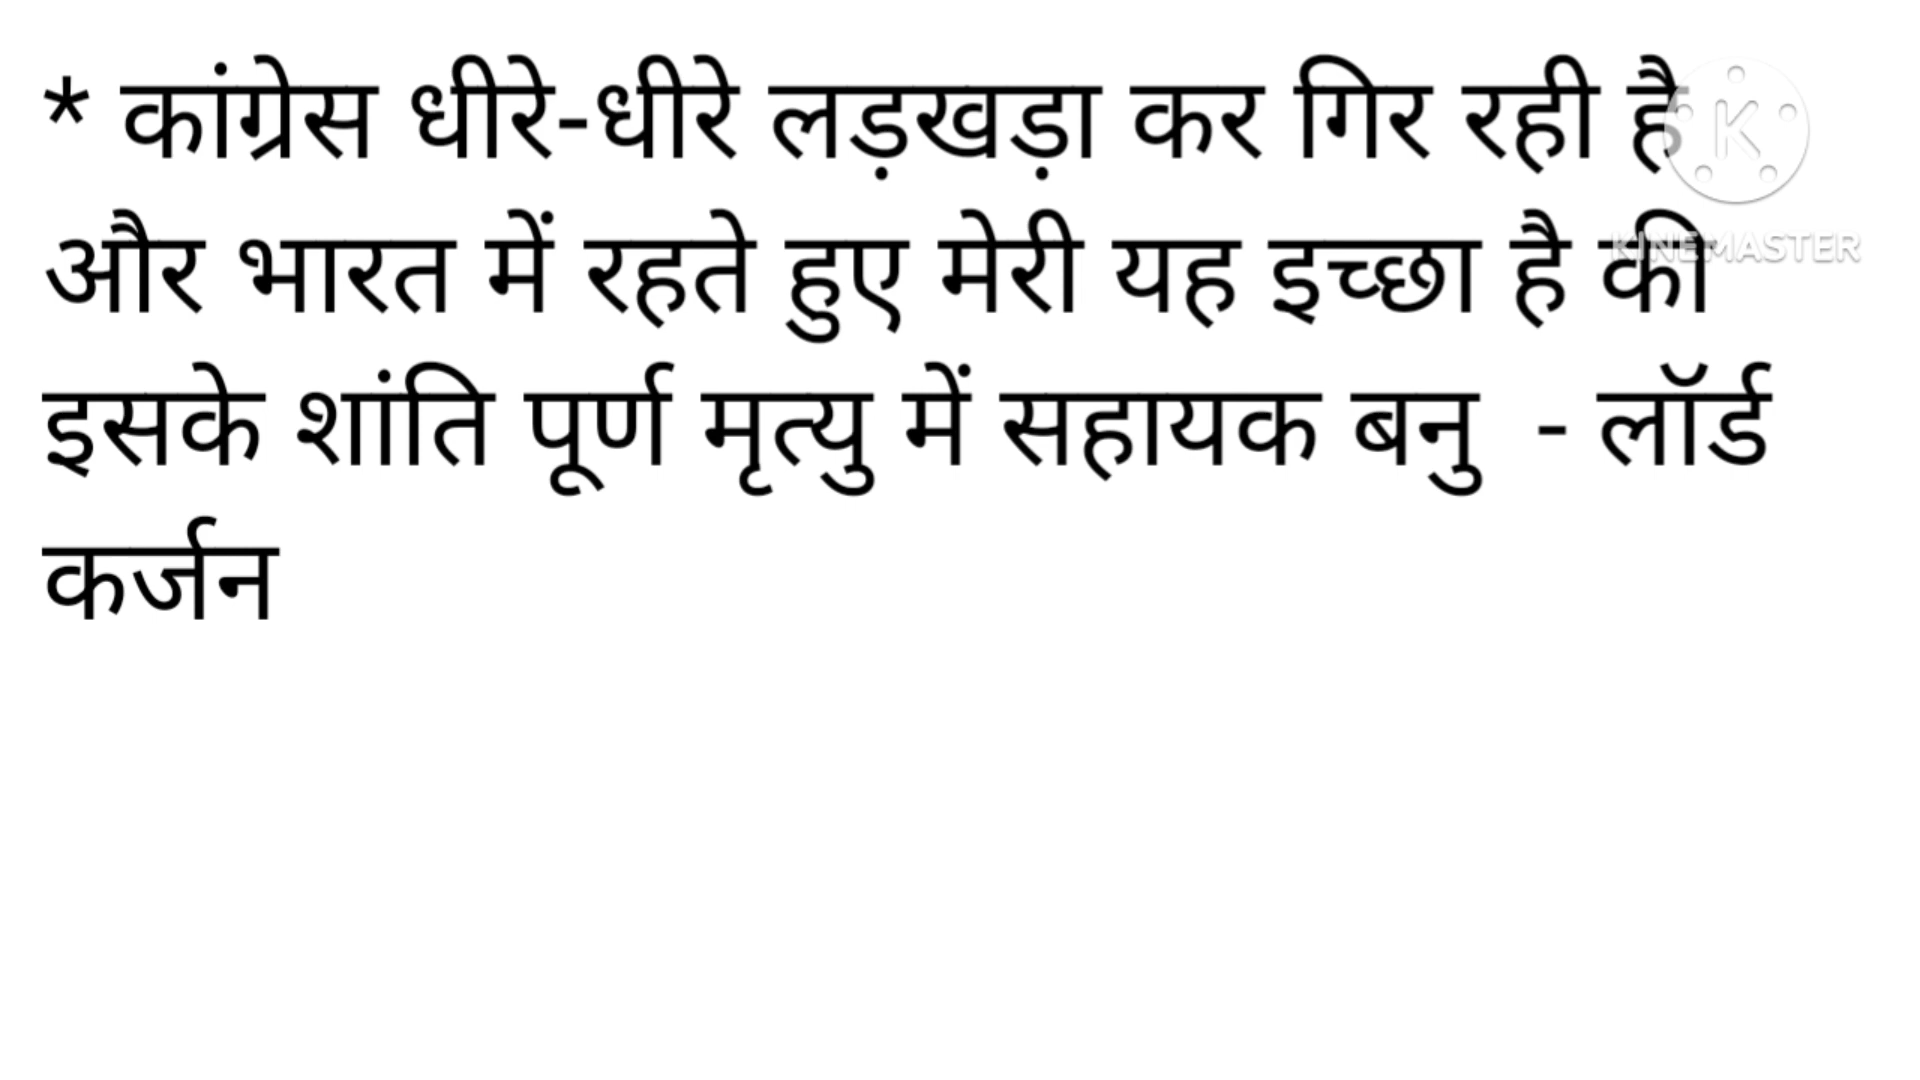 * कांग्रेस धीरे-धीरे लड़खड़ा कर गिर रही है
और भारत में रहते हुए मेरी यह इच्छा है की
इसके शांति पूर्ण मृत्यु में सहायक बनु - लॉर्ड
कर्जन
K
KINEMASTER